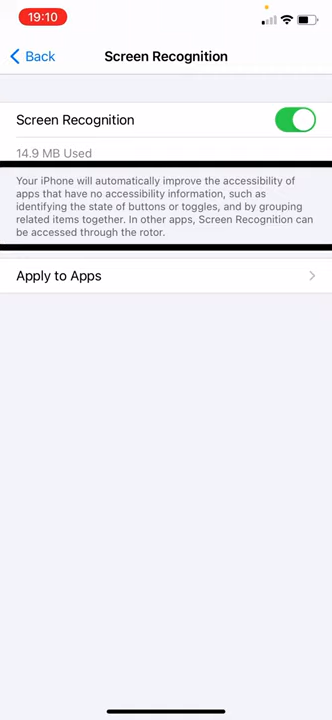 19:10
Back
Screen Recognition
Screen Recognition
14.9 MB Used
Your iPhone will automatically improve the accessibility of
apps that have no accessibility information, such as
identifying the state of buttons or toggles, and by grouping
related items together. In other apps, Screen Recognition can
be accessed through the rotor.
Apply to Apps